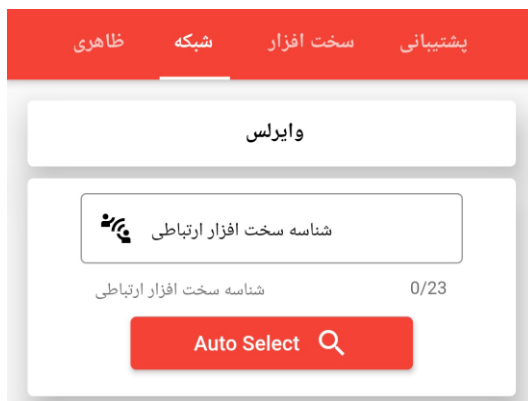 پشتیبانی سخت افزار شبکه ظاهری
وایرلس
شناسه سخت افزار ارتباطی
شناسه سخت افزار ارتباطی 0/23
Auto Select